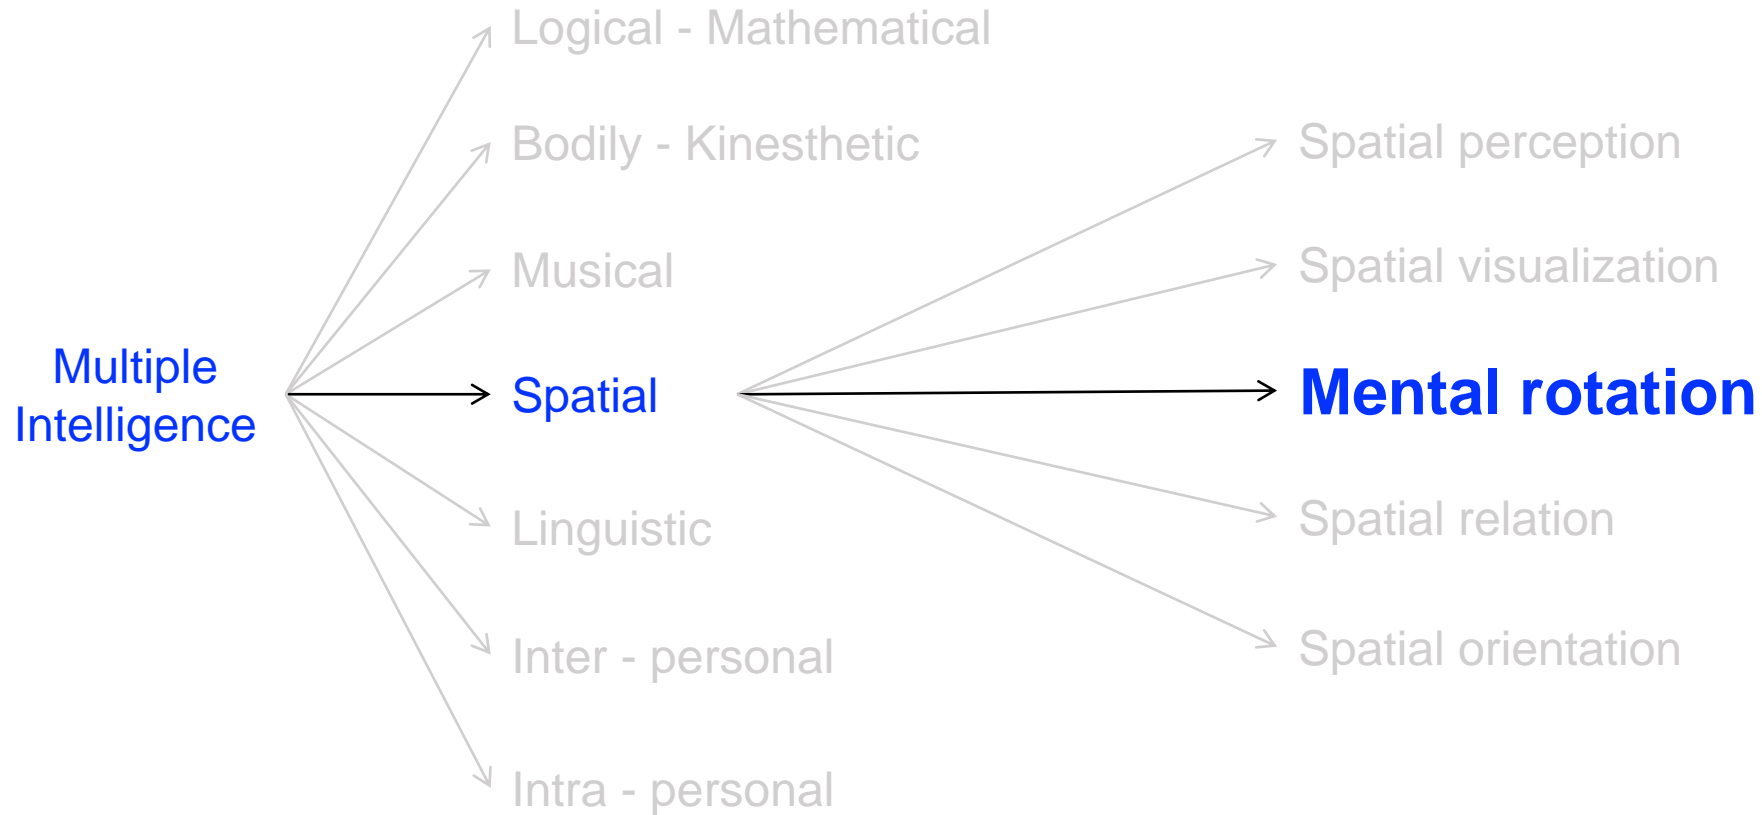 Multiple
Intelligence
Logical - Mathematical
Bodily - Kinesthetic
Musical
Spatial
Linguistic
Inter - personal
Intra - personal
Spatial perception
Spatial visualization
Mental rotation
Spatial relation
Spatial orientation